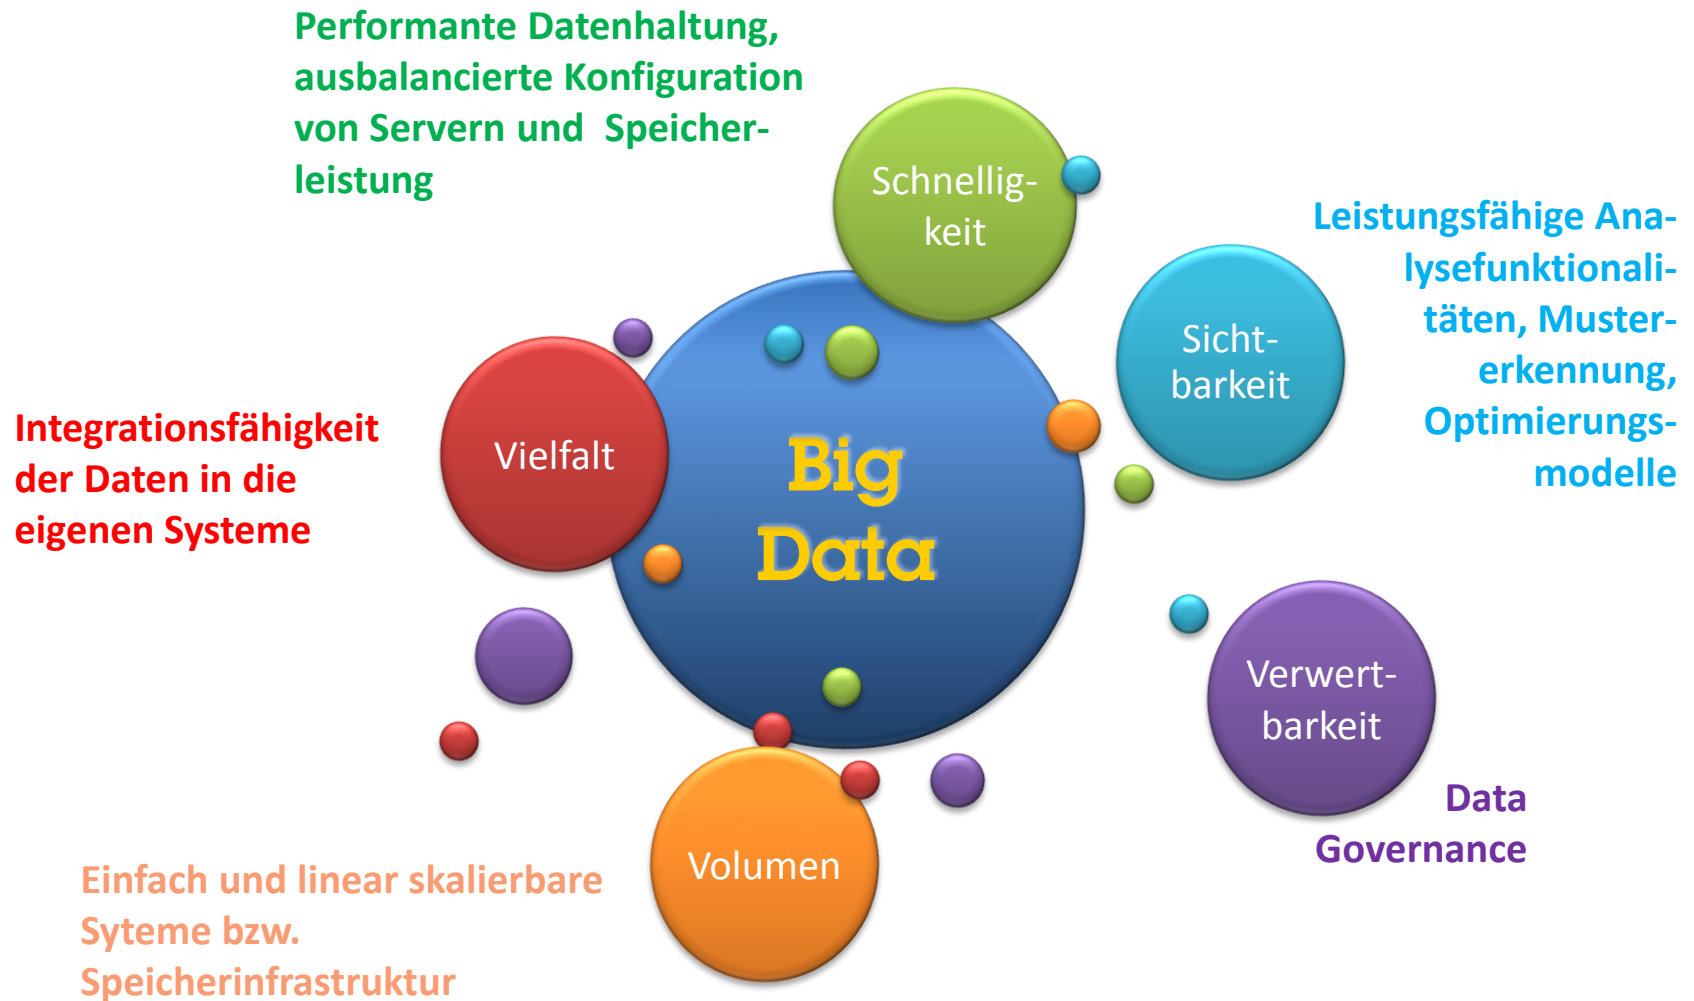 Performante Datenhaltung,
ausbalancierte Konfiguration
von Servern und Speicher-
leistung
Schnellig-
keit
Leistungsfähige Ana-
lysefunktionali-
täten, Muster-
erkennung,
Optimierungs-
modelle
Sicht-
barkeit
Vielfalt
Integrationsfähigkeit
der Daten in die
eigenen Systeme
Big
Data
Verwert-
barkeit
Data
Governance
Volumen
Einfach und linear skalierbare
Syteme bzw.
Speicherinfrastruktur